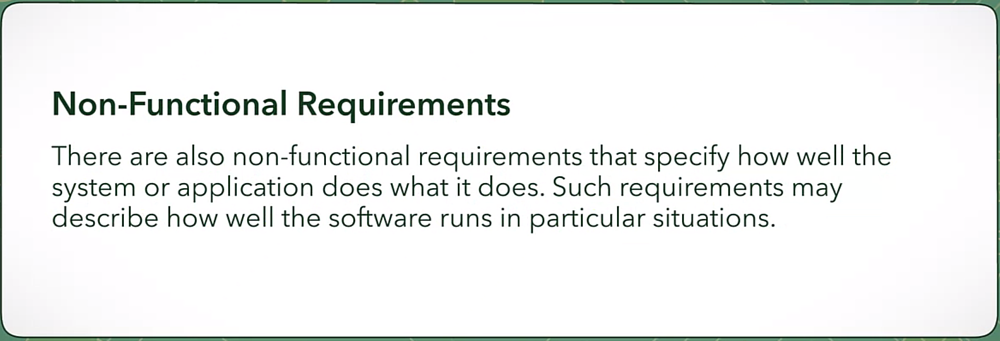 Non-Functional Requirements
There are also non-functional requirements that specify how well the
system or application does what it does. Such requirements may
describe how well the software runs in particular situations.